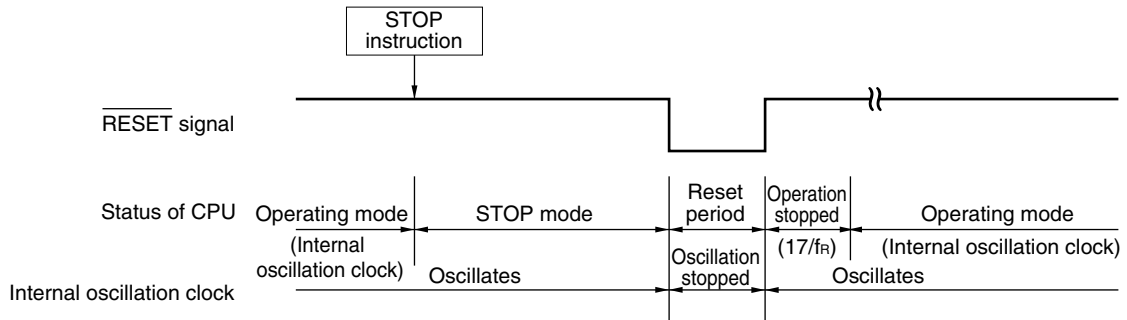 STOP
instruction
RESET signal
Status of CPU
Operating mode
(Internal
oscillation clock)
STOP mode
Reset
period
Operation
stopped
(17/fR)
Operating mode
(Internal oscillation clock)
Internal oscillation clock
Oscillates
Oscillation
stopped
Oscillates